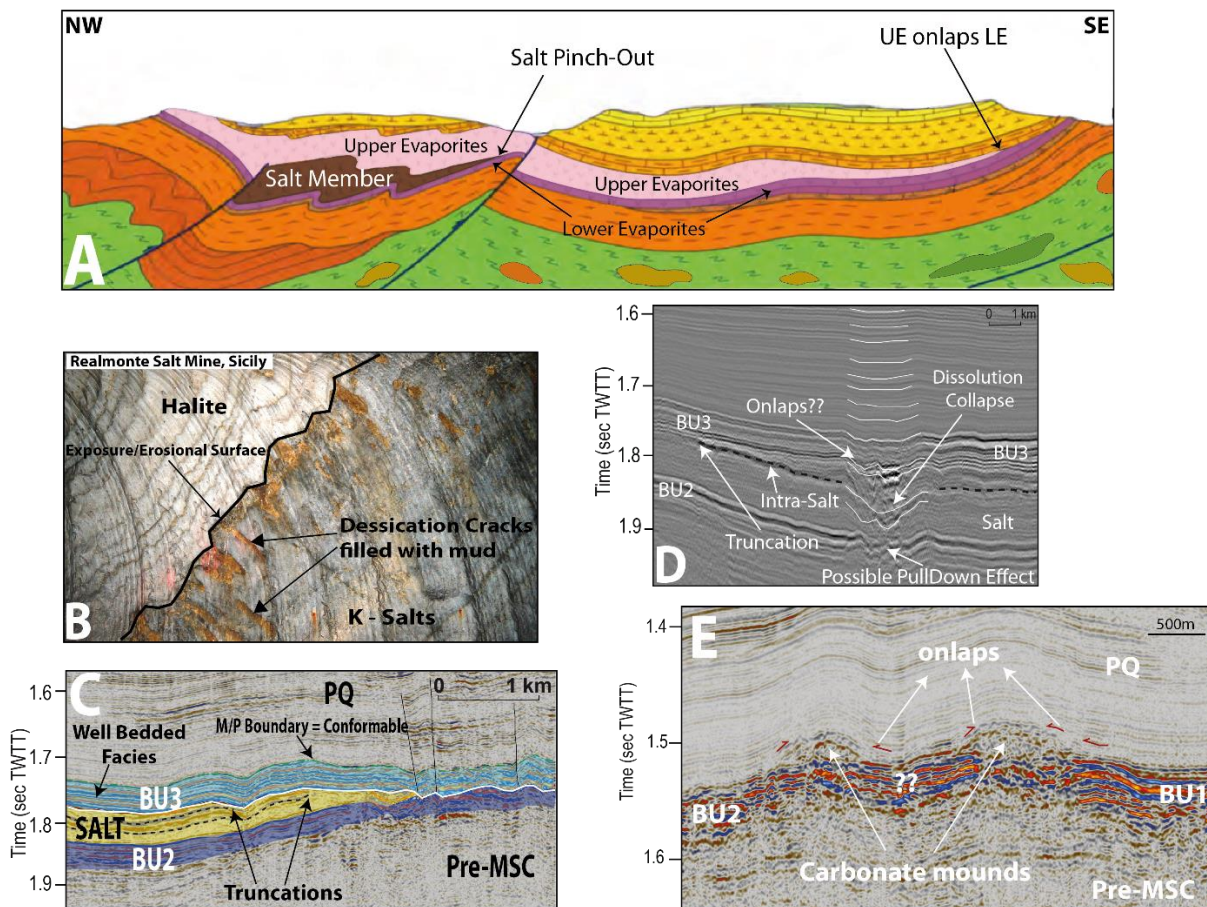 NW
SE
UE onlaps LE
Salt Pinch-Out
Upper Evaporites
Salt Member
Upper Evaporites
Lower Evaporites
A
Realmonte Salt Mine, Sicily
Halite
Exposure/Erosional Surface
Dessication Cracks
filled with mud
K - Salts
B
1.6
1.7
1.8
1.9
Time (sec TWTT)
0 1 km
Dissolution
Collapse
Onlaps??
BU3
BU3
BU2
Intra-Salt
Salt
Truncation
Possible PullDown Effect
D
C
1.6
1.7
1.8
1.9
Time (sec TWTT)
PQ
0 1 km
M/P Boundary = Conformable
Well Bedded
Facies
BU3
SALT
BU2
Truncations
Pre-MSC
E
1.4
1.5
1.6
Time (sec TWTT)
500m
onlaps
PQ
??
BU2
BU1
Carbonate mounds
Pre-MSC